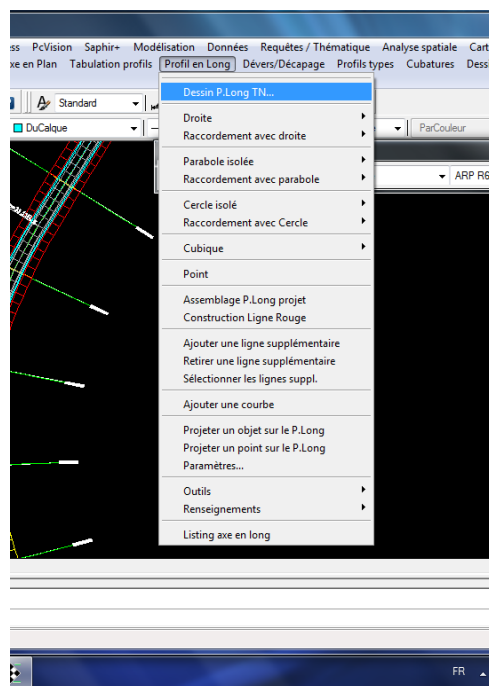 ess PcVision Saphir+ Modélisation Données Requêtes / Thématique Analyse spatiale Cart
xe en Plan Tabulation profils Profil en Long Dévers/Décapage Profils types Cubatures Dess
Standard
DuCalque ParCouleur
ARP R6
Dessin P.Long TN...
Droite
Raccordement avec droite
Parabole isolée
Raccordement avec parabole
Cercle isolé
Raccordement avec Cercle
Cubique
Point
Assemblage P.Long projet
Construction Ligne Rouge
Ajouter une ligne supplémentaire
Retirer une ligne supplémentaire
Sélectionner les lignes suppl.
Ajouter une courbe
Projeter un objet sur le P.Long
Projeter un point sur le P.Long
Paramètres...
Outils
Renseignements
Listing axe en long
FR